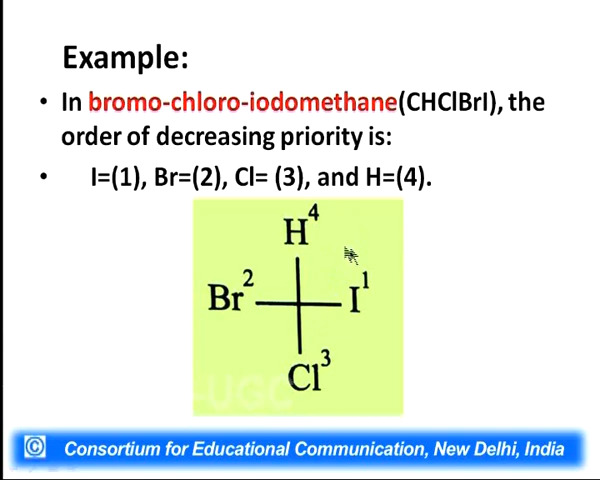 Example:
• In bromo-chloro-iodomethane(CHClBrI), the
order of decreasing priority is:
• I=(1), Br=(2), Cl= (3), and H=(4).
H4
Br2 I1
Cl3
-UGC
© Consortium for Educational Communication, New Delhi, India